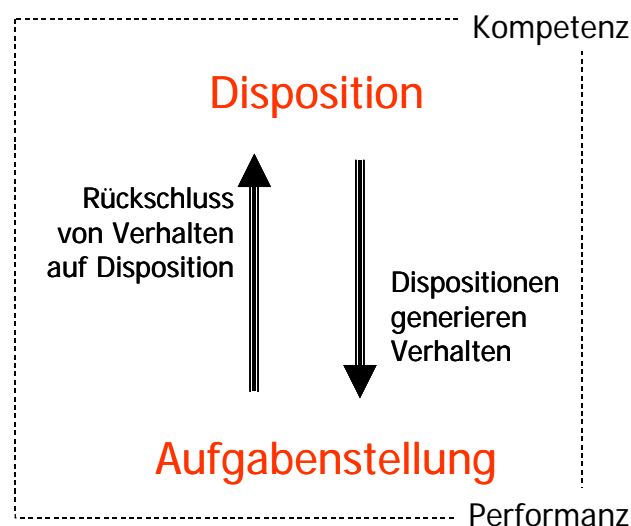 Kompetenz
Disposition
Rückschluss
von Verhalten
auf Disposition
Dispositionen
generieren
Verhalten
Aufgabenstellung
Performanz